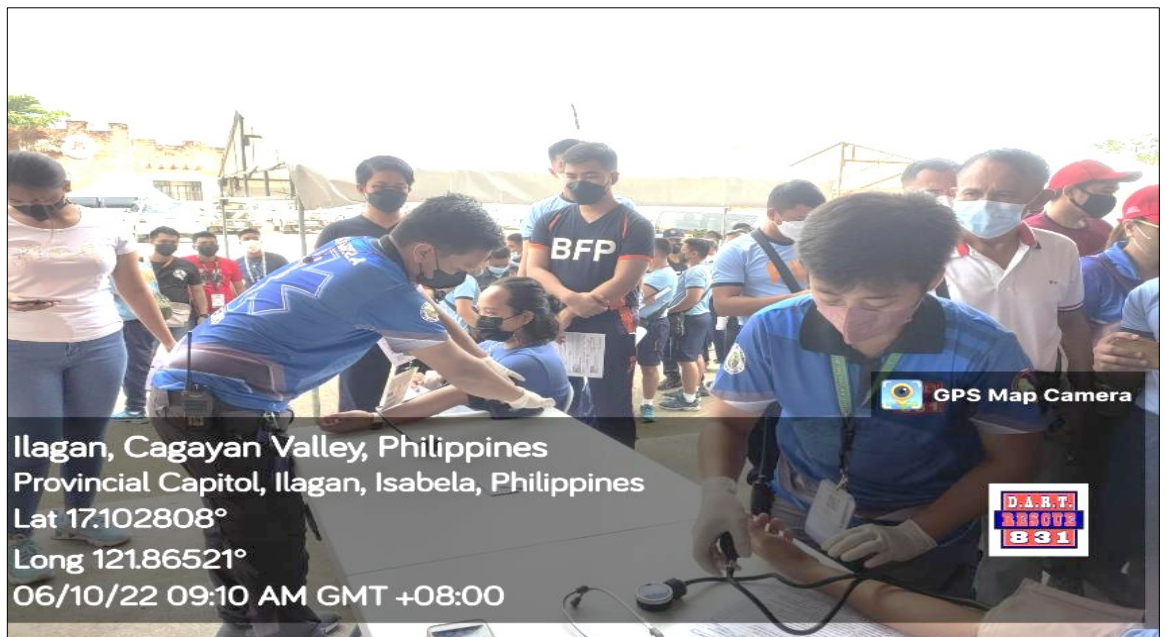 BFP
GPS Map Camera
Ilagan, Cagayan Valley, Philippines
Provincial Capitol, Ilagan, Isabela, Philippines
Lat 17.102808°
Long 121.86521°
06/10/22 09:10 AM GMT +08:00
D.A.R.T.
RESCUE
831